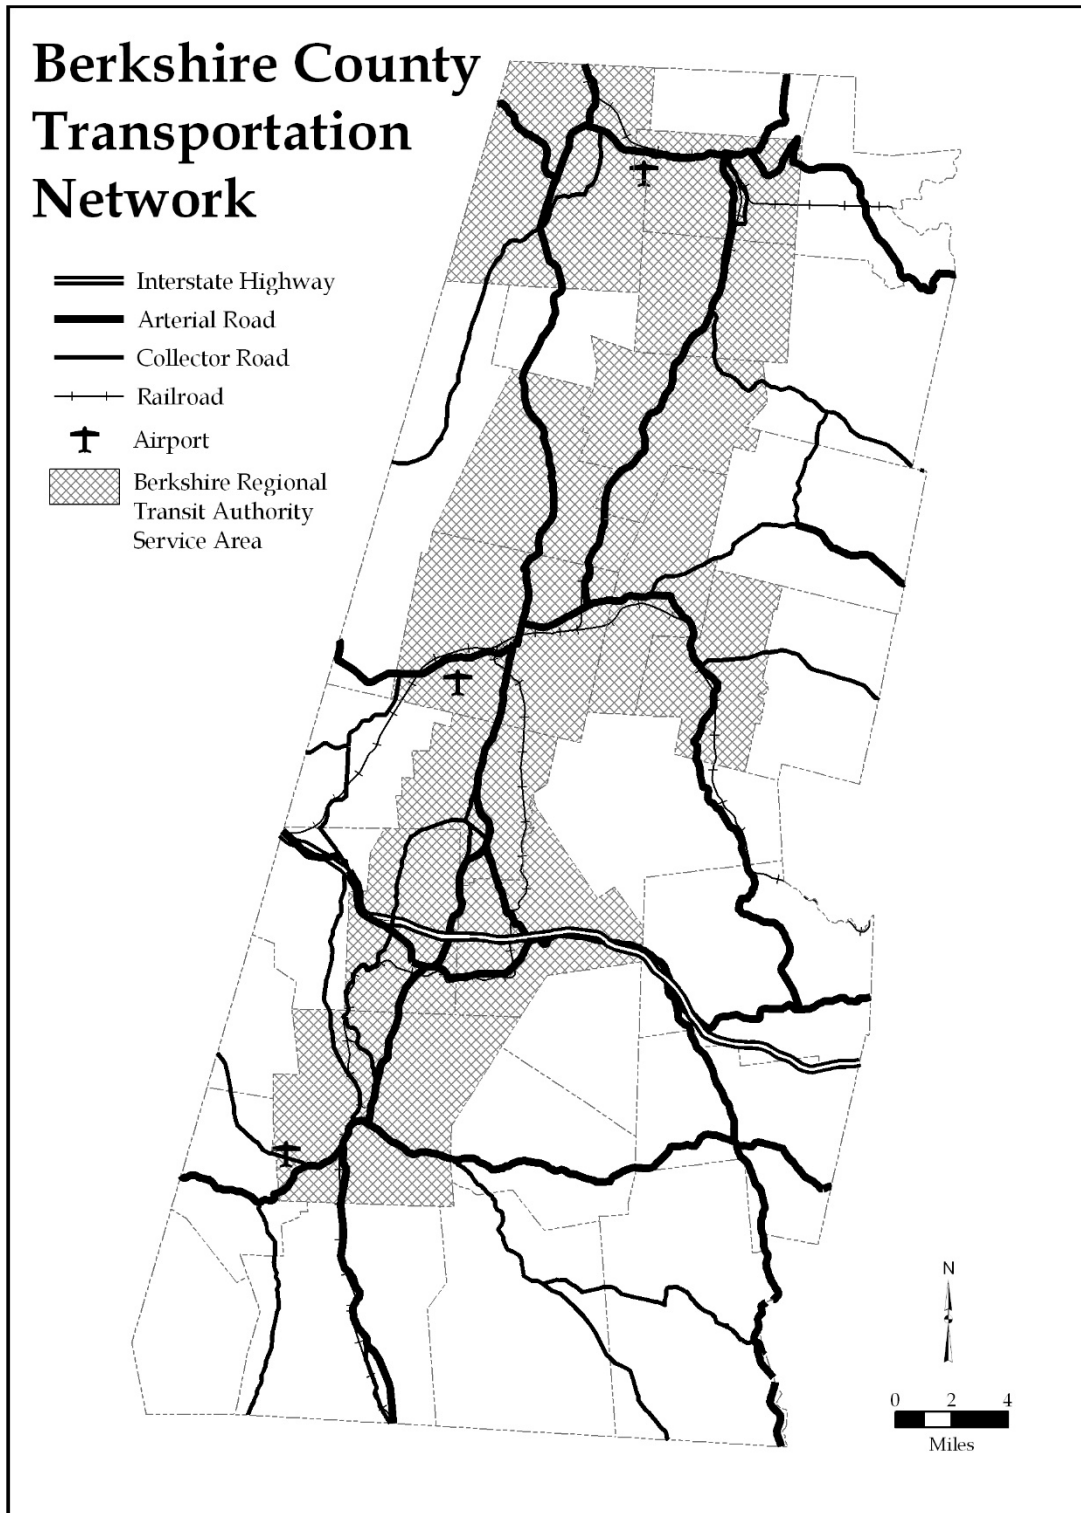 Berkshire County
Transportation
Network
Interstate Highway
Arterial Road
Collector Road
Railroad
Airport
Berkshire Regional
Transit Authority
Service Area
N
0 2 4
Miles